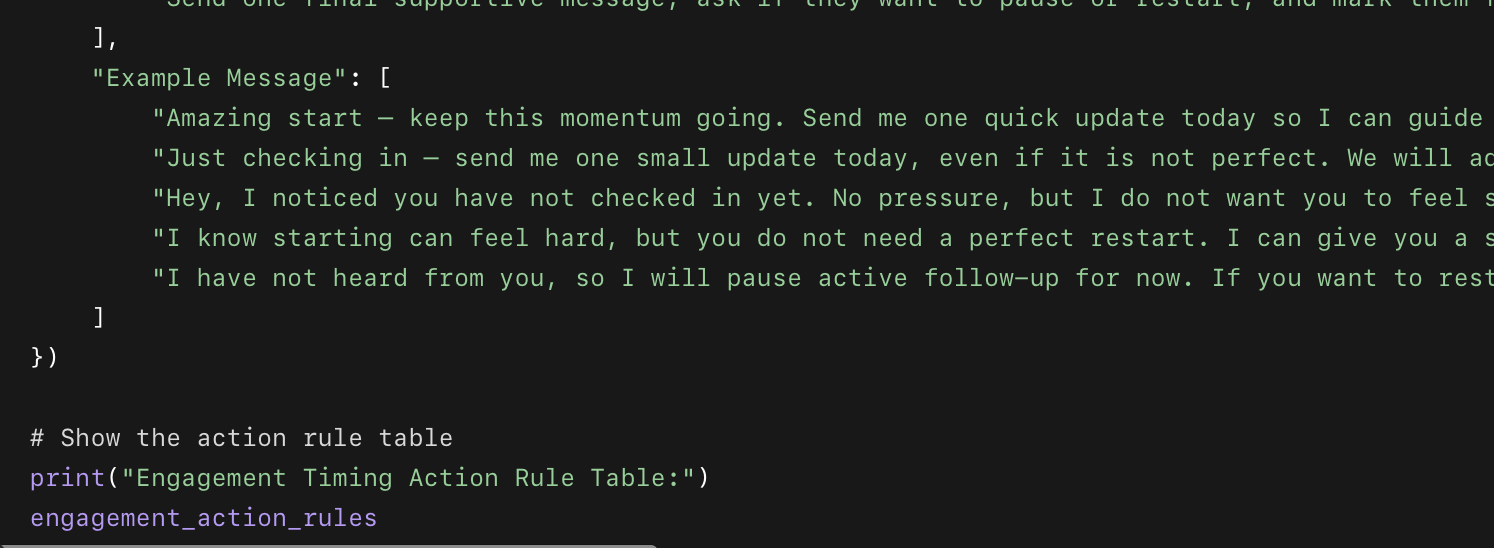 "Send one final supportive message, ask if they want to pause or restart, and mark them
],
"Example Message": [
"Amazing start — keep this momentum going. Send me one quick update today so I can guide
"Just checking in — send me one small update today, even if it is not perfect. We will
"Hey, I noticed you have not checked in yet. No pressure, but I do not want you to feel
"I know starting can feel hard, but you do not need a perfect restart. I can give you a
"I have not heard from you, so I will pause active follow-up for now. If you want to
]
})
# Show the action rule table
print("Engagement Timing Action Rule Table:")
engagement_action_rules